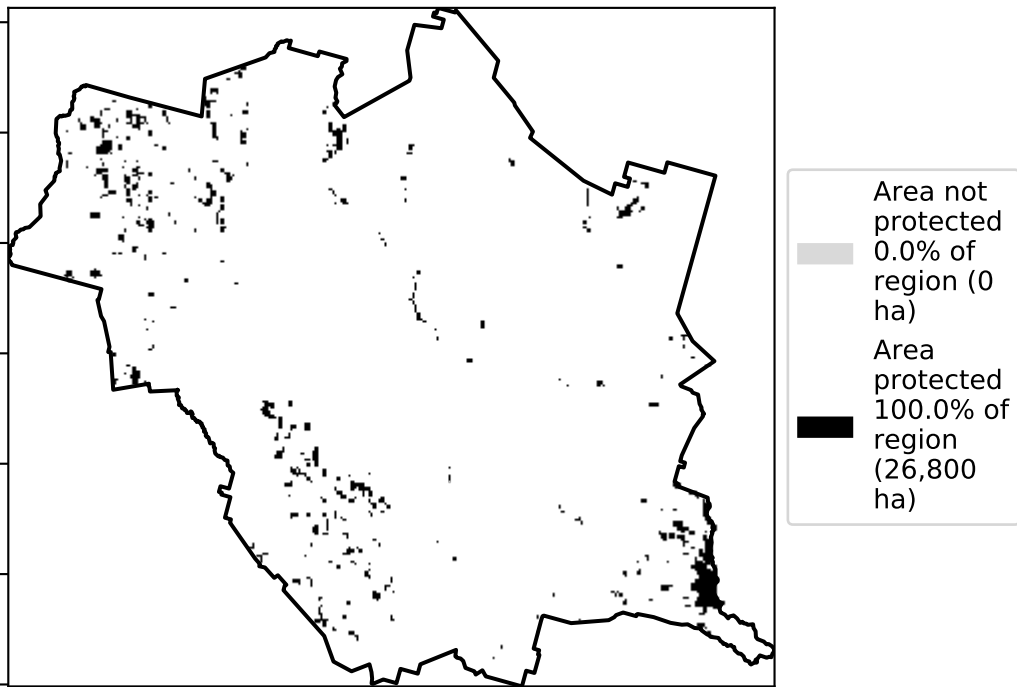 Area not
protected
0.0% of
region (0
ha)
Area
protected
100.0% of
region
(26,800
ha)